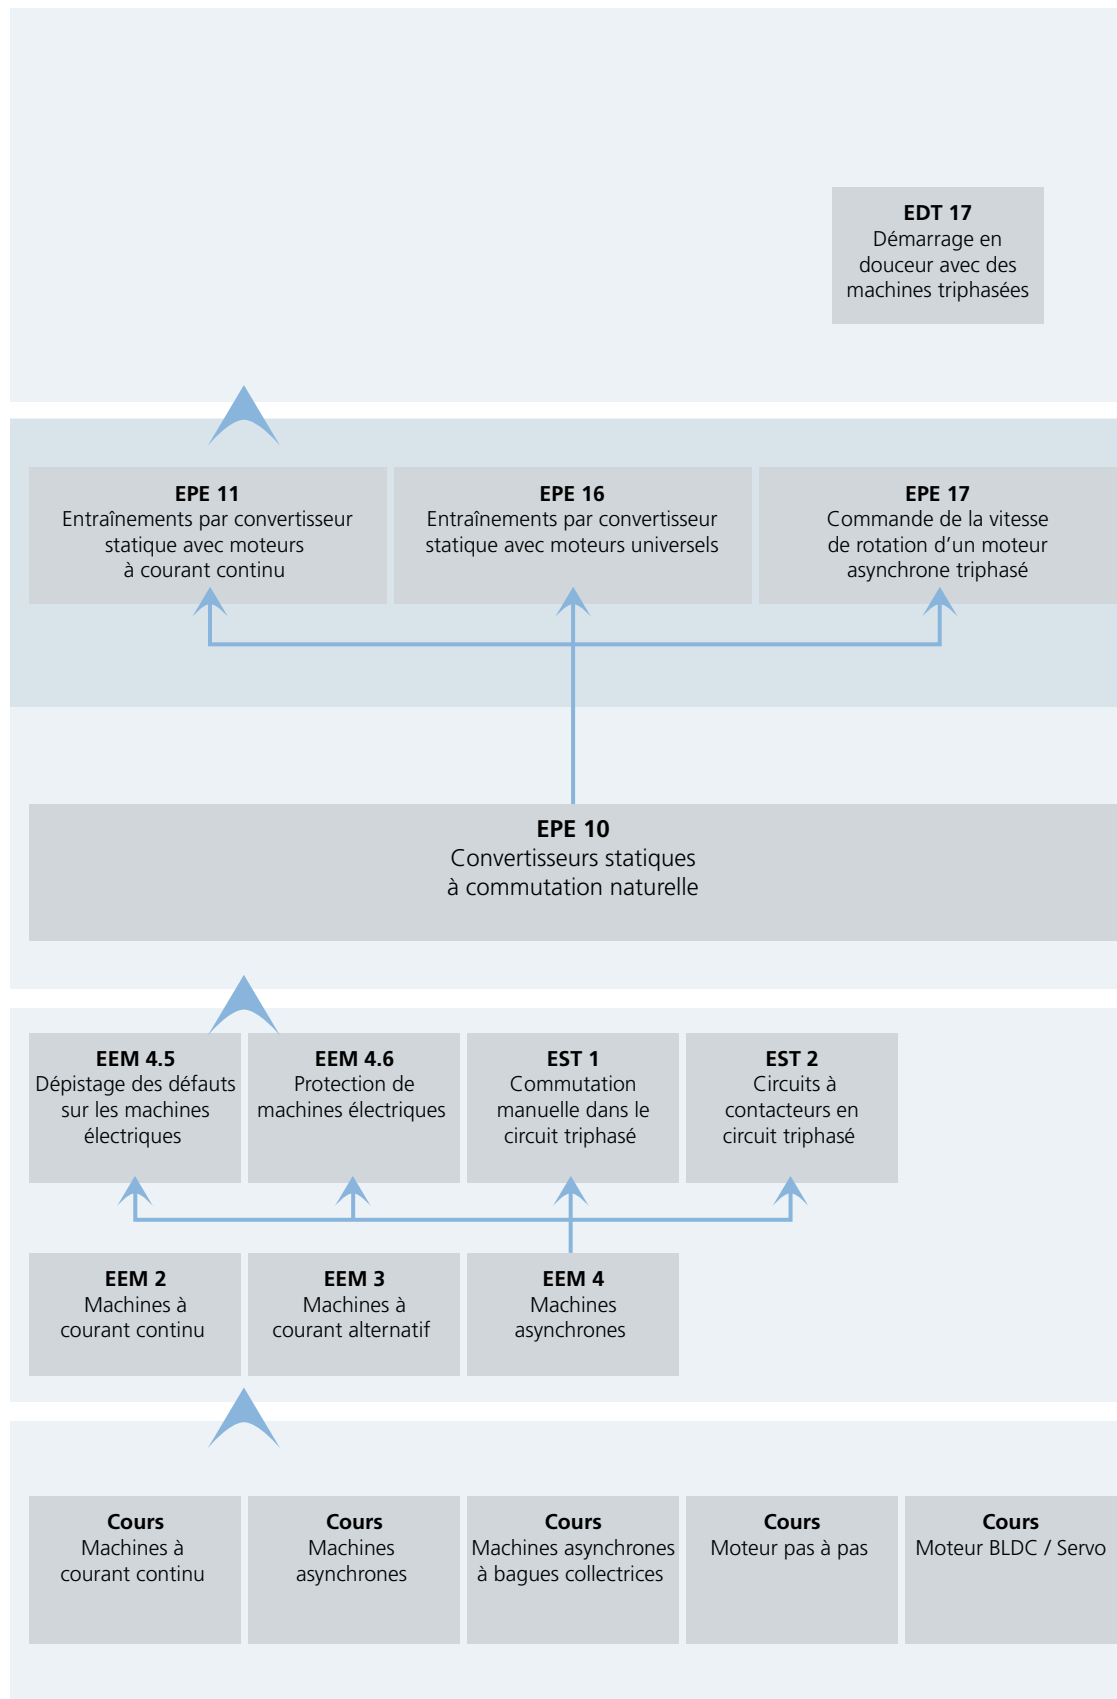 EDT 17
Démarrage en
douceur avec des
machines triphasées
EPE 11
Entraînements par convertisseur
statique avec moteurs
à courant continu
EPE 16
Entraînements par convertisseur
statique avec moteurs universels
EPE 17
Commande de la vitesse
de rotation d’un moteur
asynchrone triphasé
EPE 10
Convertisseurs statiques
à commutation naturelle
EEM 4.5
Dépistage des défauts
sur les machines
électriques
EEM 4.6
Protection de
machines électriques
EST 1
Commutation
manuelle dans le
circuit triphasé
EST 2
Circuits à
contacteurs en
circuit triphasé
EEM 2
Machines à
courant continu
EEM 3
Machines à
courant alternatif
EEM 4
Machines
asynchrones
Cours
Machines à
courant continu
Cours
Machines
asynchrones
Cours
Machines asynchrones
à bagues collectrices
Cours
Moteur pas à pas
Cours
Moteur BLDC / Servo